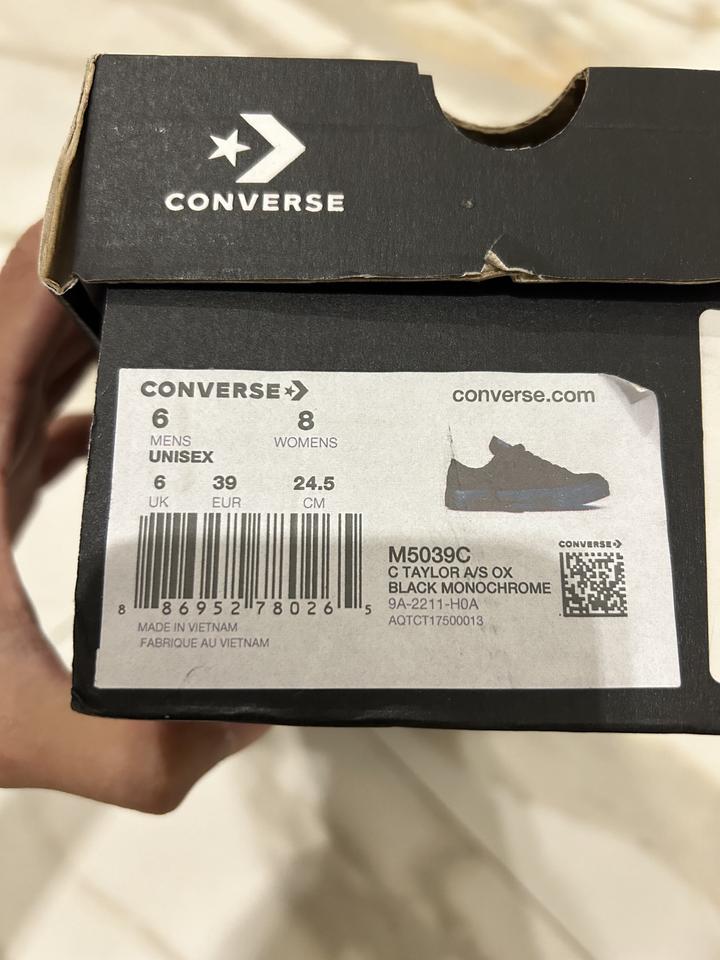 CONVERSE
CONVERSE
converse.com
6 8
MENS WOMENS
UNISEX
6 39 24.5
UK EUR CM
8 86952 78026 5
MADE IN VIETNAM
FABRIQUE AU VIETNAM
M5039C
C TAYLOR A/S OX
BLACK MONOCHROME
9A-2211-H0A
AQTCT17500013
CONVERSE